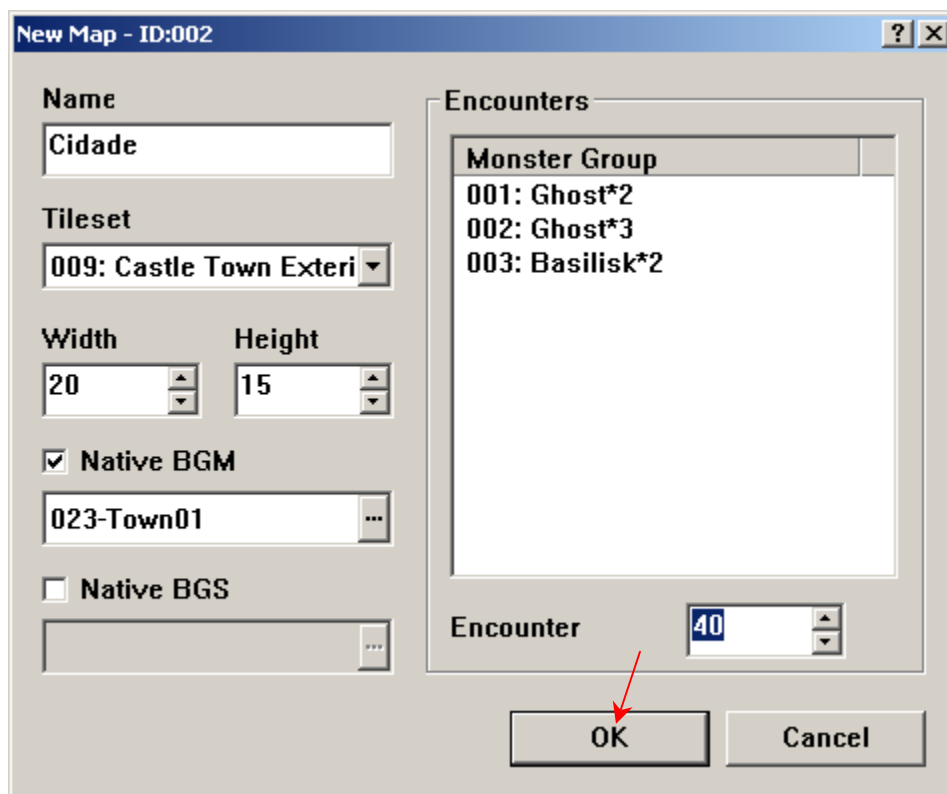 New Map - ID:002
Name
Cidade
Tileset
009: Castle Town Exteri
Width
Height
20
15
Native BGM
023-Town01
...
Native BGS
...
Encounters
Monster Group
001: Ghost*2
002: Ghost*3
003: Basilisk*2
Encounter
40
OK
Cancel